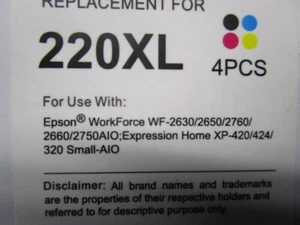 REPLACEMENT FOR
220XL
4PCS
For Use With:
Epson® WorkForce WF-2630/2650/2760/
2660/2750AIO;Expression Home XP-420/424/
320 Small-AIO
Disclaimer: All brand names and trademarks
are the properties of their respective holders and
referred to for descriptive purpose only.